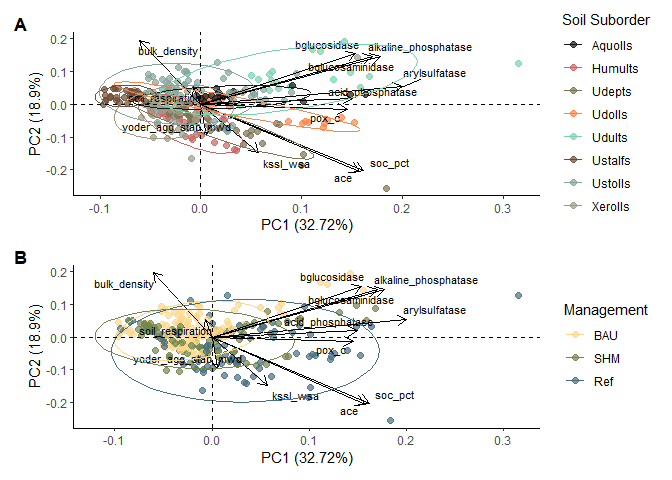 A
Soil Suborder
0.2
bulk_density
bglucosidase
alkaline_phosphatase
Aquolls
0.1
bglucosaminidase
arylsulfatase
Humults
soil_respiration
acid_phosphatase
Udepts
0.0
pox_c
Udolls
yoder_agg_stab_mwd
Udults
-0.1
kssl_wsa
soc_pct
Ustalfs
-0.2
ace
Ustolls
Xerolls
PC2 (18.9%)
-0.1
0.0
0.1
0.2
0.3
PC1 (32.72%)
B
0.2
bulk_density
bglucosidase
alkaline_phosphatase
0.1
bglucosaminidase
arylsulfatase
Management
soil_respiration
acid_phosphatase
BAU
0.0
pox_c
SHM
yoder_agg_stab_mwd
Ref
-0.1
kssl_wsa
soc_pct
-0.2
ace
PC2 (18.9%)
-0.1
0.0
0.1
0.2
0.3
PC1 (32.72%)